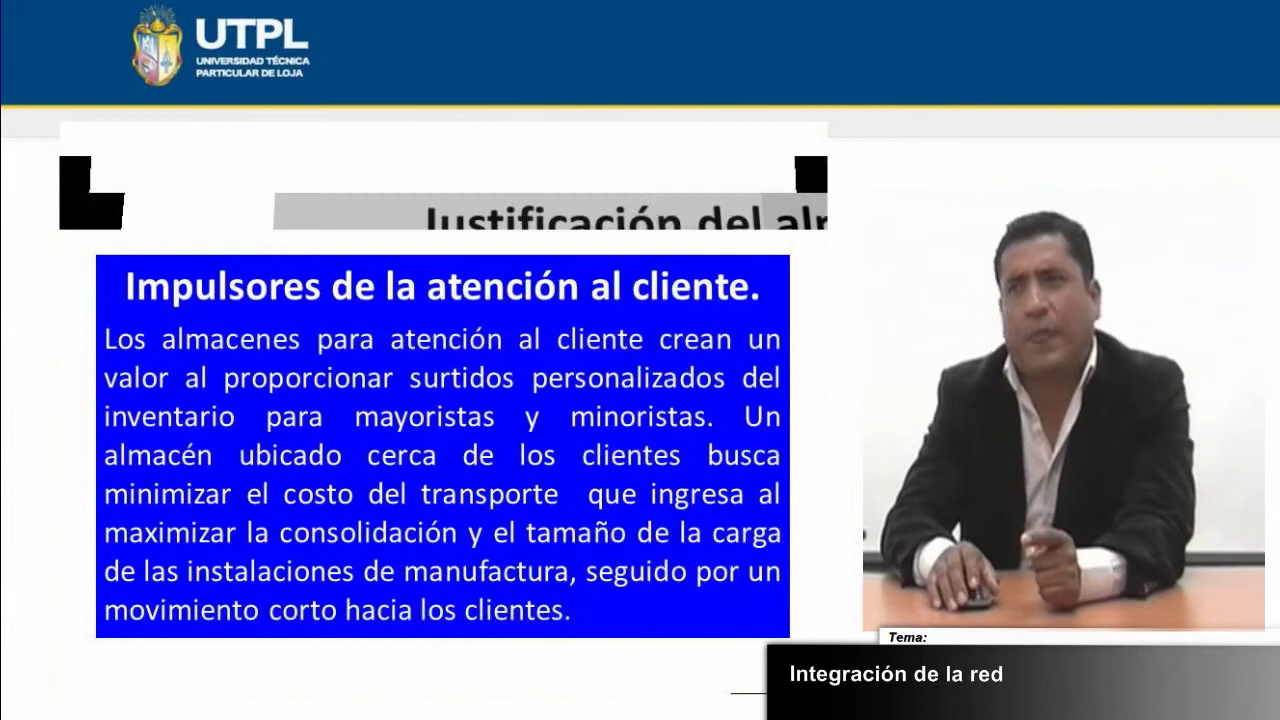 UTPL
UNIVERSIDAD TÉCNICA
PARTICULAR DE LOJA
Justificación del
Impulsores de la atención al cliente.
Los almacenes para atención al cliente crean un
valor al proporcionar surtidos personalizados del
inventario para mayoristas y minoristas. Un
almacén ubicado cerca de los clientes busca
minimizar el costo del transporte que ingresa al
maximizar la consolidación y el tamaño de la carga
de las instalaciones de manufactura, seguido por un
movimiento corto hacia los clientes.
Tema:
Integración de la red